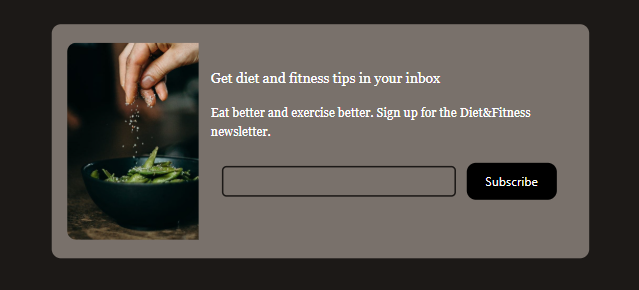 Get diet and fitness tips in your inbox
Eat better and exercise better. Sign up for the Diet&Fitness
newsletter.
Subscribe